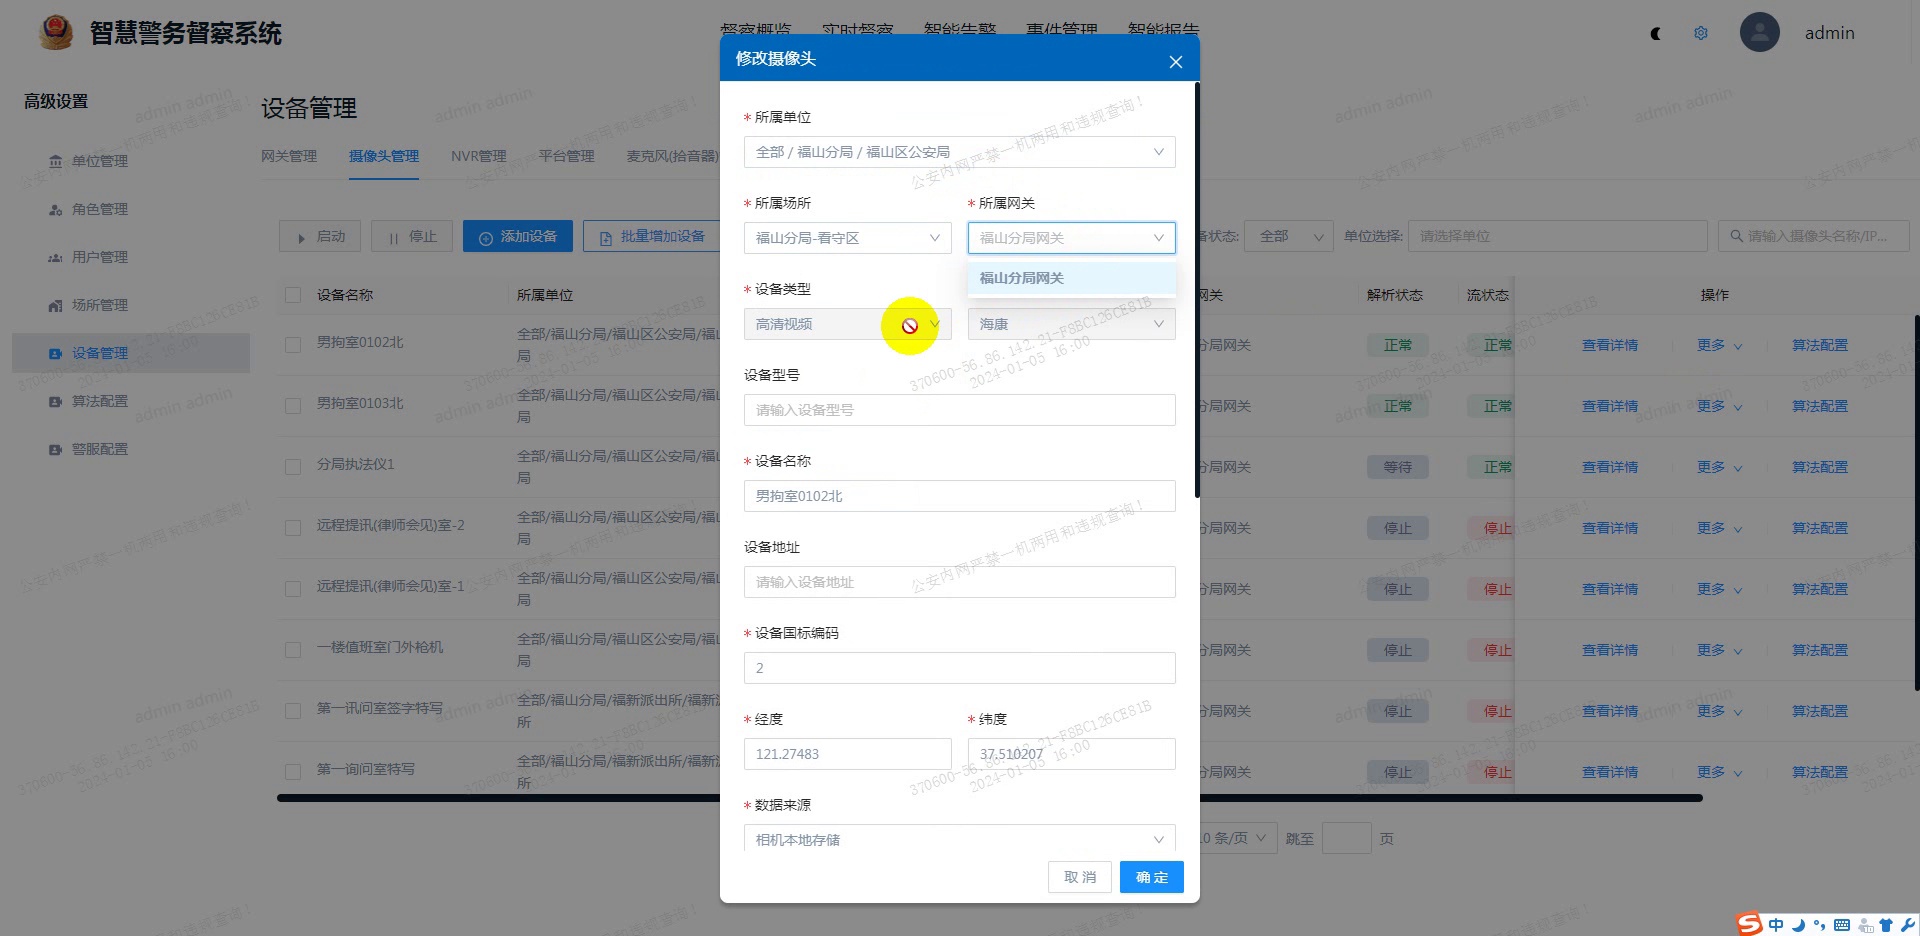 智慧警务督察系统
督察概览 实时督察 智能告警 事件管理 智能报告
admin
高级设置
单位管理
角色管理
用户管理
场所管理
设备管理
算法配置
警服配置
设备管理
网关管理 摄像头管理 NVR管理 平台管理 麦克风(拾音器)
启动 停止 添加设备 批量增加设备
状态: 全部 单位选择: 请选择单位 请输入摄像头名称/IP...
设备名称 所属单位 网关 解析状态 流状态 操作
男拘室0102北 全部/福山分局/福山区公安局/福山
局 分局网关 正常 正常 查看详情 更多 算法配置
男拘室0103北 全部/福山分局/福山区公安局/福山
局 分局网关 正常 正常 查看详情 更多 算法配置
分局执法仪1 全部/福山分局/福山区公安局/福山
局 分局网关 等待 正常 查看详情 更多 算法配置
远程提讯(律师会见)室-2 全部/福山分局/福山区公安局/福山
局 分局网关 停止 停止 查看详情 更多 算法配置
远程提讯(律师会见)室-1 全部/福山分局/福山区公安局/福山
局 分局网关 停止 停止 查看详情 更多 算法配置
一楼值班室门外枪机 全部/福山分局/福山区公安局/福山
局 分局网关 停止 停止 查看详情 更多 算法配置
第一讯问室签字特写 全部/福山分局/福新派出所/福新派
所 分局网关 停止 停止 查看详情 更多 算法配置
第一询问室特写 全部/福山分局/福新派出所/福新派
所 分局网关 停止 停止 查看详情 更多 算法配置
0 条/页 跳至 页
修改摄像头
* 所属单位
全部 / 福山分局 / 福山区公安局
* 所属场所 * 所属网关
福山分局-看守区 福山分局网关
福山分局网关
* 设备类型
高清视频 海康
设备型号
请输入设备型号
* 设备名称
男拘室0102北
设备地址
请输入设备地址
* 设备国标编码
2
* 经度 * 纬度
121.27483 37.510207
* 数据来源
相机本地存储
取 消 确 定
admin admin
公安内网严禁一机两用和违规查询!
370600-56.86.142.21-F8BC126CE81B
2024-01-05 16:00
中